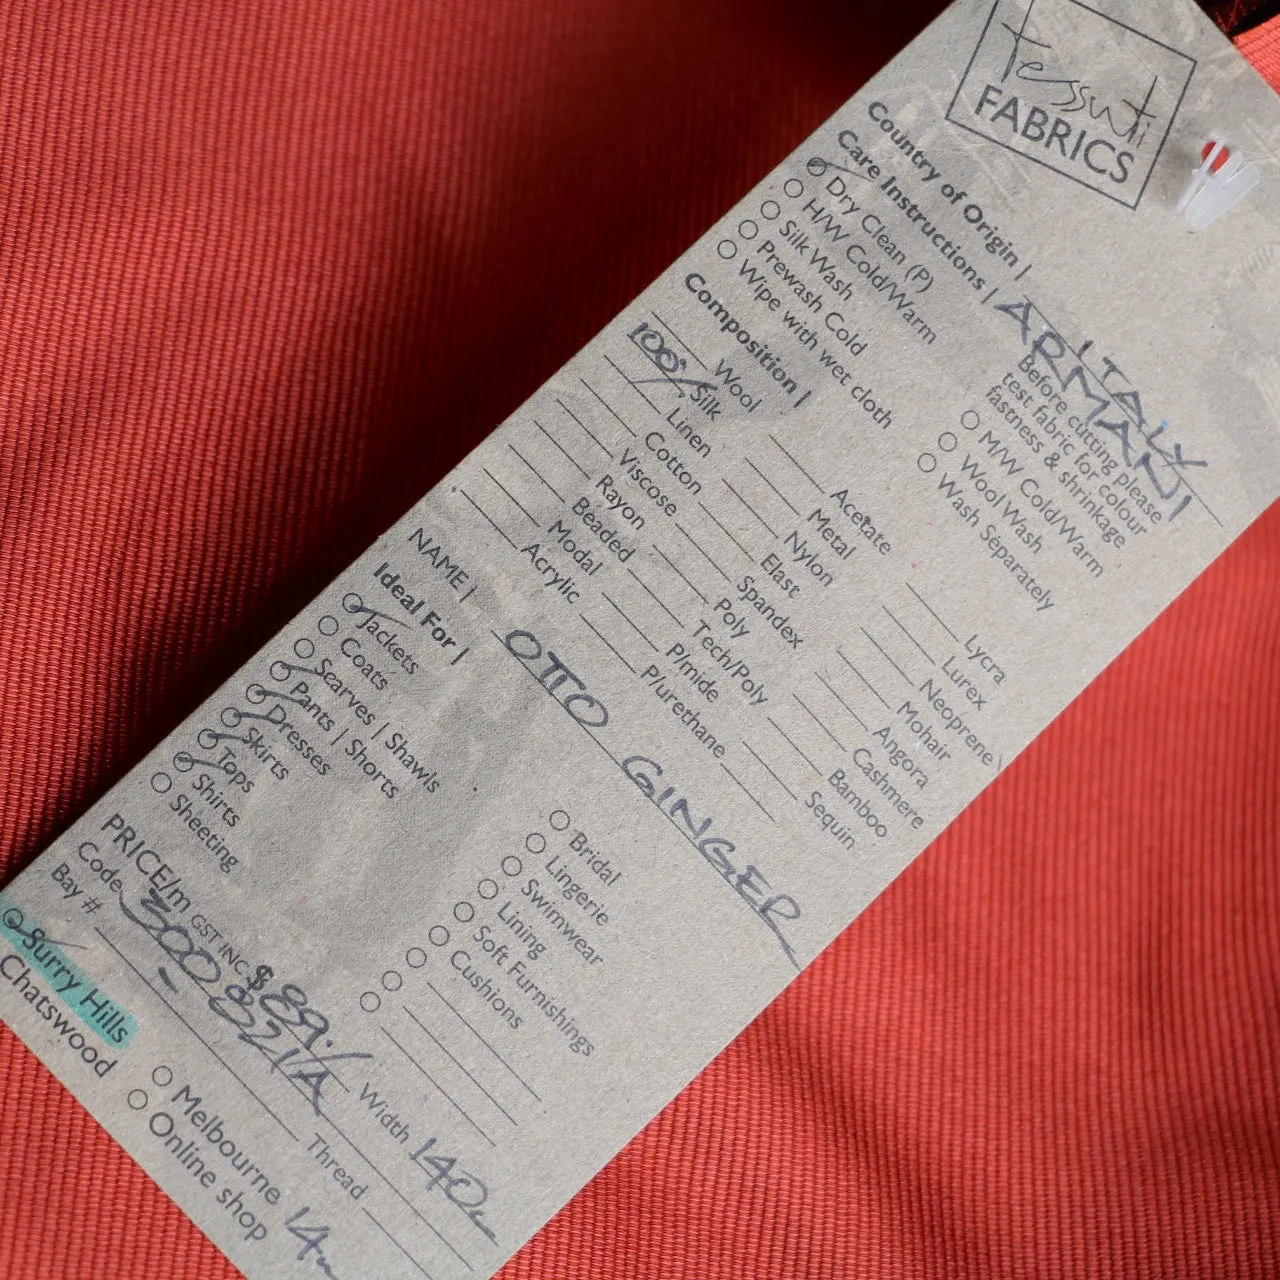 tessuti
FABRICS
Country of Origin | ITALY
Care Instructions | ARMANI
Dry Clean (P)
H/W Cold/Warm
Silk Wash
Prewash Cold
Wipe with wet cloth
Before cutting please
test fabric for colour
fastness & shrinkage
M/W Cold/Warm
Wool Wash
Wash Separately
Composition |
Wool
100% Silk
Linen
Cotton
Viscose
Rayon
Beaded
Modal
Acrylic
Acetate
Metal
Nylon
Elast
Spandex
Poly
Tech/Poly
P/mide
P/urethane
Lycra
Lurex
Neoprene
Mohair
Angora
Cashmere
Bamboo
Sequin
NAME | OTTO GINGER
Ideal For |
Jackets
Coats
Scarves | Shawls
Pants | Shorts
Dresses
Skirts
Tops
Shirts
Sheeting
Bridal
Lingerie
Swimwear
Lining
Soft Furnishings
Cushions
PRICE/m GST INC $89.- Width 140
Code 300821/A
Bay # Thread
Surry Hills
Chatswood
Melbourne 14m
Online shop